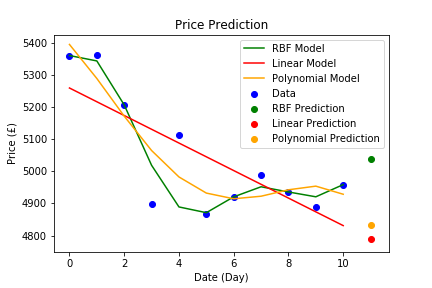 Price Prediction
Price (£)
5400
5300
5200
5100
5000
4900
4800
RBF Model
Linear Model
Polynomial Model
Data
RBF Prediction
Linear Prediction
Polynomial Prediction
0 2 4 6 8 10
Date (Day)